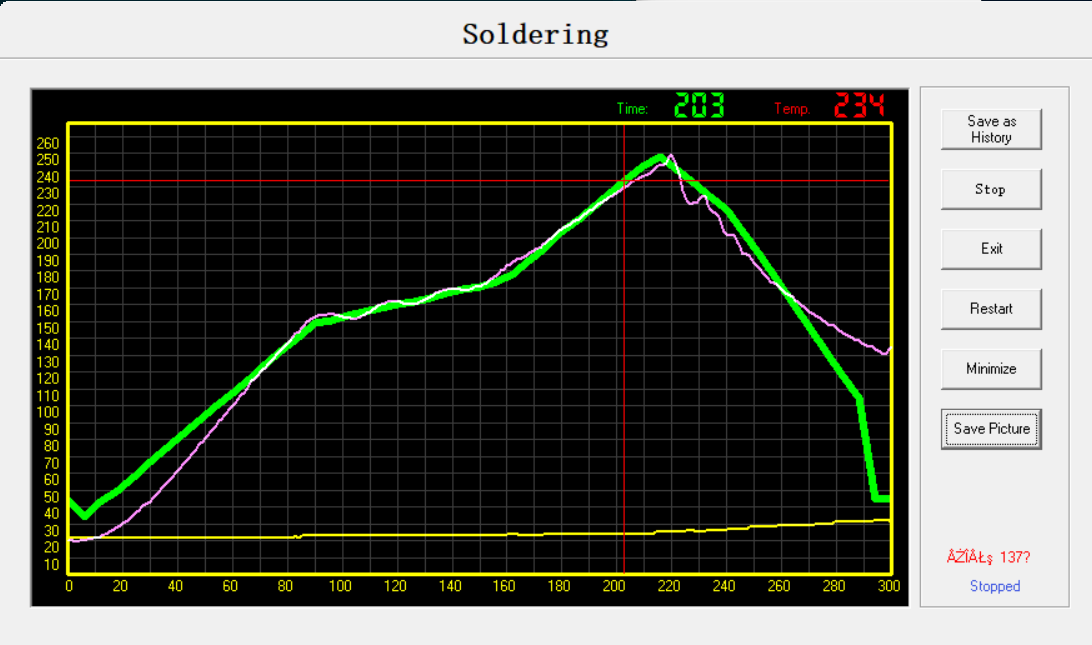 Soldering
Time: 203 Temp. 234
260
250
240
230
220
210
200
190
180
170
160
150
140
130
120
110
100
90
80
70
60
50
40
30
20
10
0 20 40 60 80 100 120 140 160 180 200 220 240 260 280 300
Save as
History
Stop
Exit
Restart
Minimize
Save Picture
ÂŻÎÂŁş 137?
Stopped